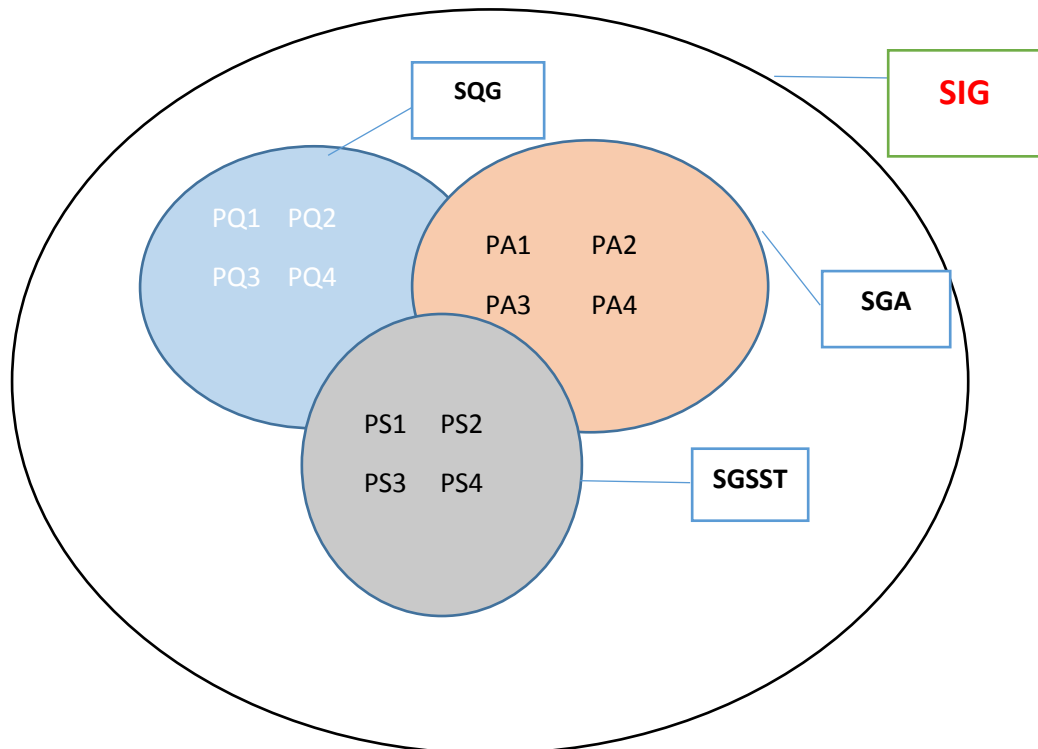 SIG
SQG
PQ1 PQ2
PQ3 PQ4
PA1 PA2
PA3 PA4
SGA
PS1 PS2
PS3 PS4
SGSST